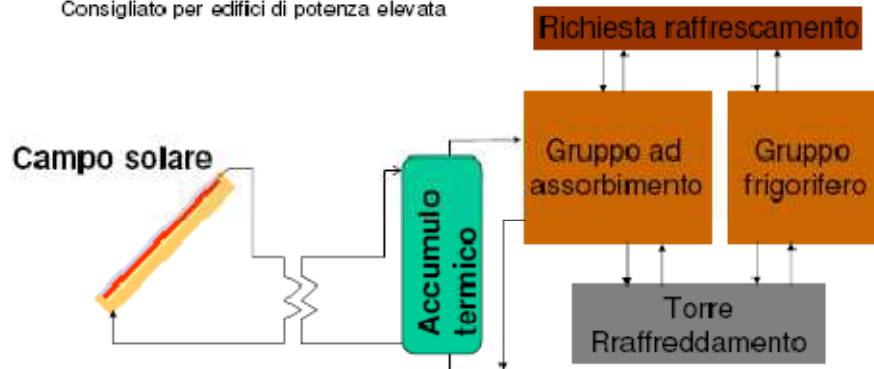 Consigliato per edifici di potenza elevata
Richiesta raffrescamento
Campo solare
Accumulo
termico
Gruppo ad
assorbimento
Gruppo
frigorifero
Torre
Rraffreddamento